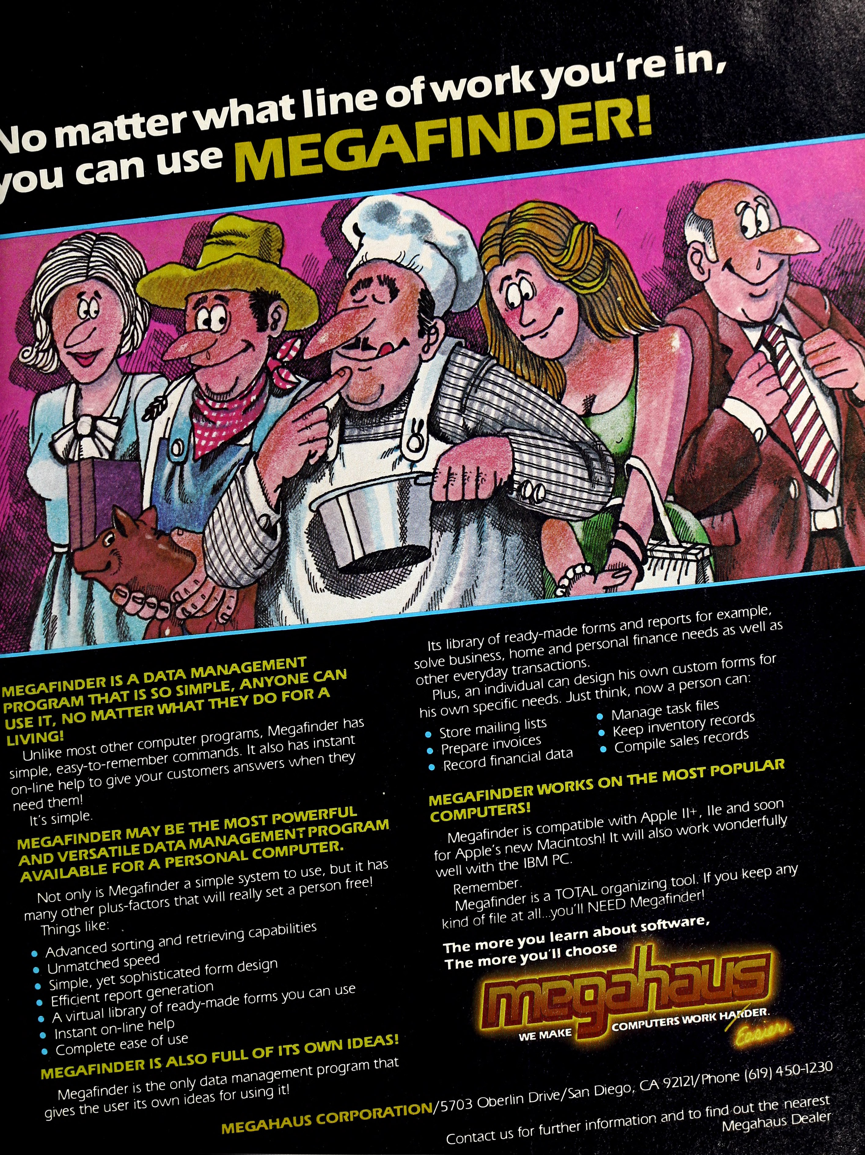 No matter what line of work you're in,
you can use MEGAFINDER!
MEGAFINDER IS A DATA MANAGEMENT
PROGRAM THAT IS SO SIMPLE, ANYONE CAN
USE IT, NO MATTER WHAT THEY DO FOR A
LIVING!
Unlike most other computer programs, Megafinder has
simple, easy-to-remember commands. It also has instant
on-line help to give your customers answers when they
need them!
It's simple.
MEGAFINDER MAY BE THE MOST POWERFUL
AND VERSATILE DATA MANAGEMENT PROGRAM
AVAILABLE FOR A PERSONAL COMPUTER.
Not only is Megafinder a simple system to use, but it has
many other plus-factors that will really set a person free!
Things like:
• Advanced sorting and retrieving capabilities
• Unmatched speed
• Simple, yet sophisticated form design
• Efficient report generation
• A virtual library of ready-made forms you can use
• Instant on-line help
• Complete ease of use
MEGAFINDER IS ALSO FULL OF ITS OWN IDEAS!
Megafinder is the only data management program that
gives the user its own ideas for using it!
Its library of ready-made forms and reports for example,
solve business, home and personal finance needs as well as
other everyday transactions.
Plus, an individual can design his own custom forms for
his own specific needs. Just think, now a person can:
• Store mailing lists
• Prepare invoices
• Record financial data
• Manage task files
• Keep inventory records
• Compile sales records
MEGAFINDER WORKS ON THE MOST POPULAR
COMPUTERS!
Megafinder is compatible with Apple II+, IIe and soon
for Apple's new Macintosh! It will also work wonderfully
well with the IBM PC.
Remember.
Megafinder is a TOTAL organizing tool. If you keep any
kind of file at all...you'll NEED Megafinder!
The more you learn about software,
The more you'll choose
megahaus
WE MAKE COMPUTERS WORK HARDER.
Easier.
MEGAHAUS CORPORATION/5703 Oberlin Drive/San Diego, CA 92121/Phone (619) 450-1230
Contact us for further information and to find out the nearest
Megahaus Dealer